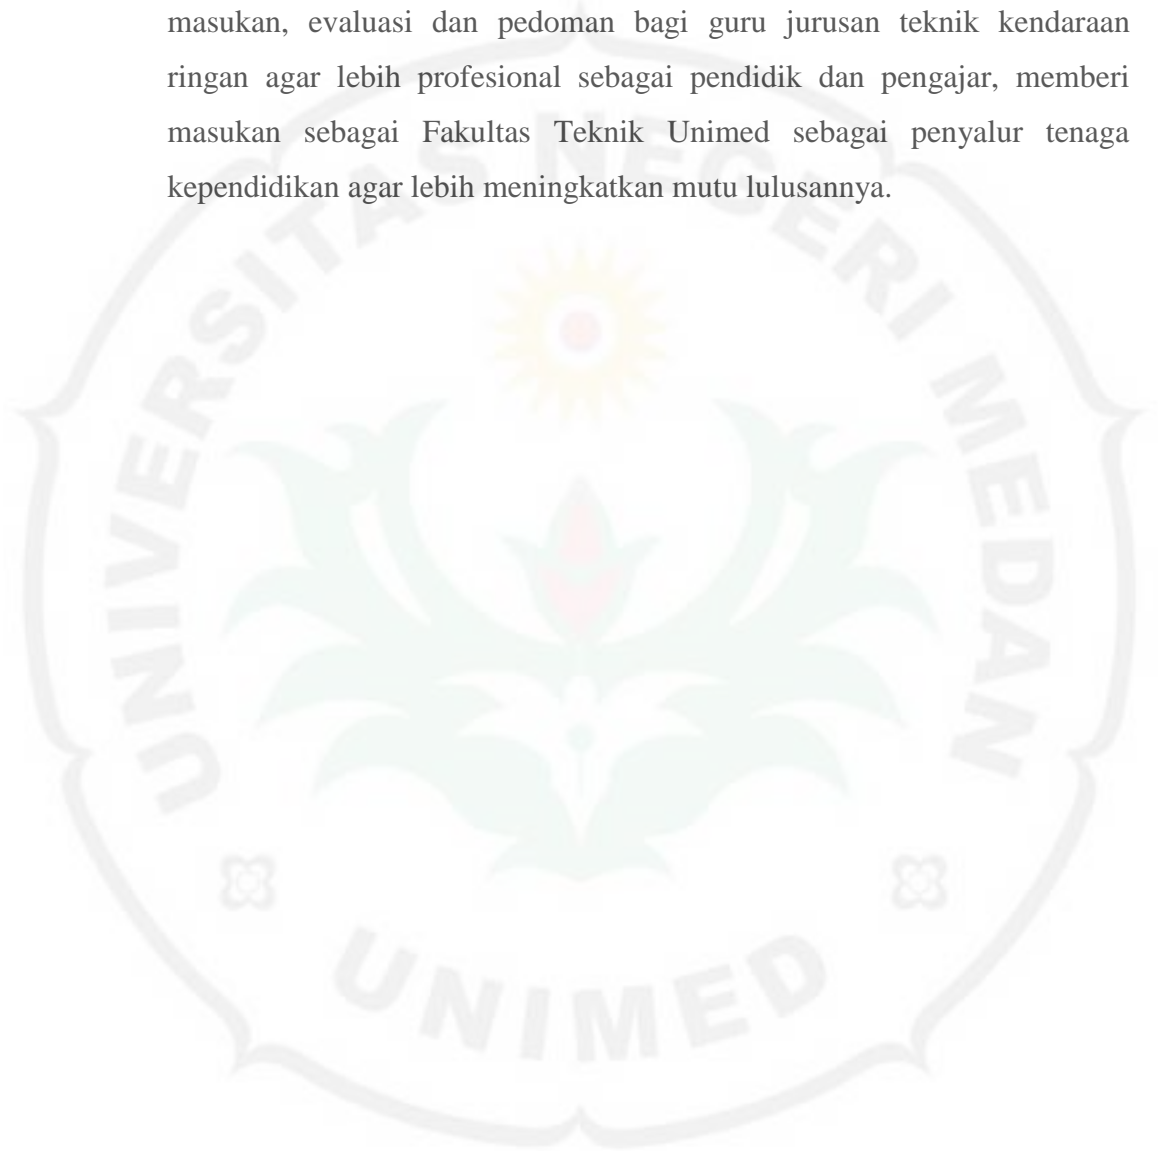 masukan, evaluasi dan pedoman bagi guru jurusan teknik kendaraan
ringan agar lebih profesional sebagai pendidik dan pengajar, memberi
masukan sebagai Fakultas Teknik Unimed sebagai penyalur tenaga
kependidikan agar lebih meningkatkan mutu lulusannya.
UNIVERSITAS NEGERI MEDAN
UNIMED